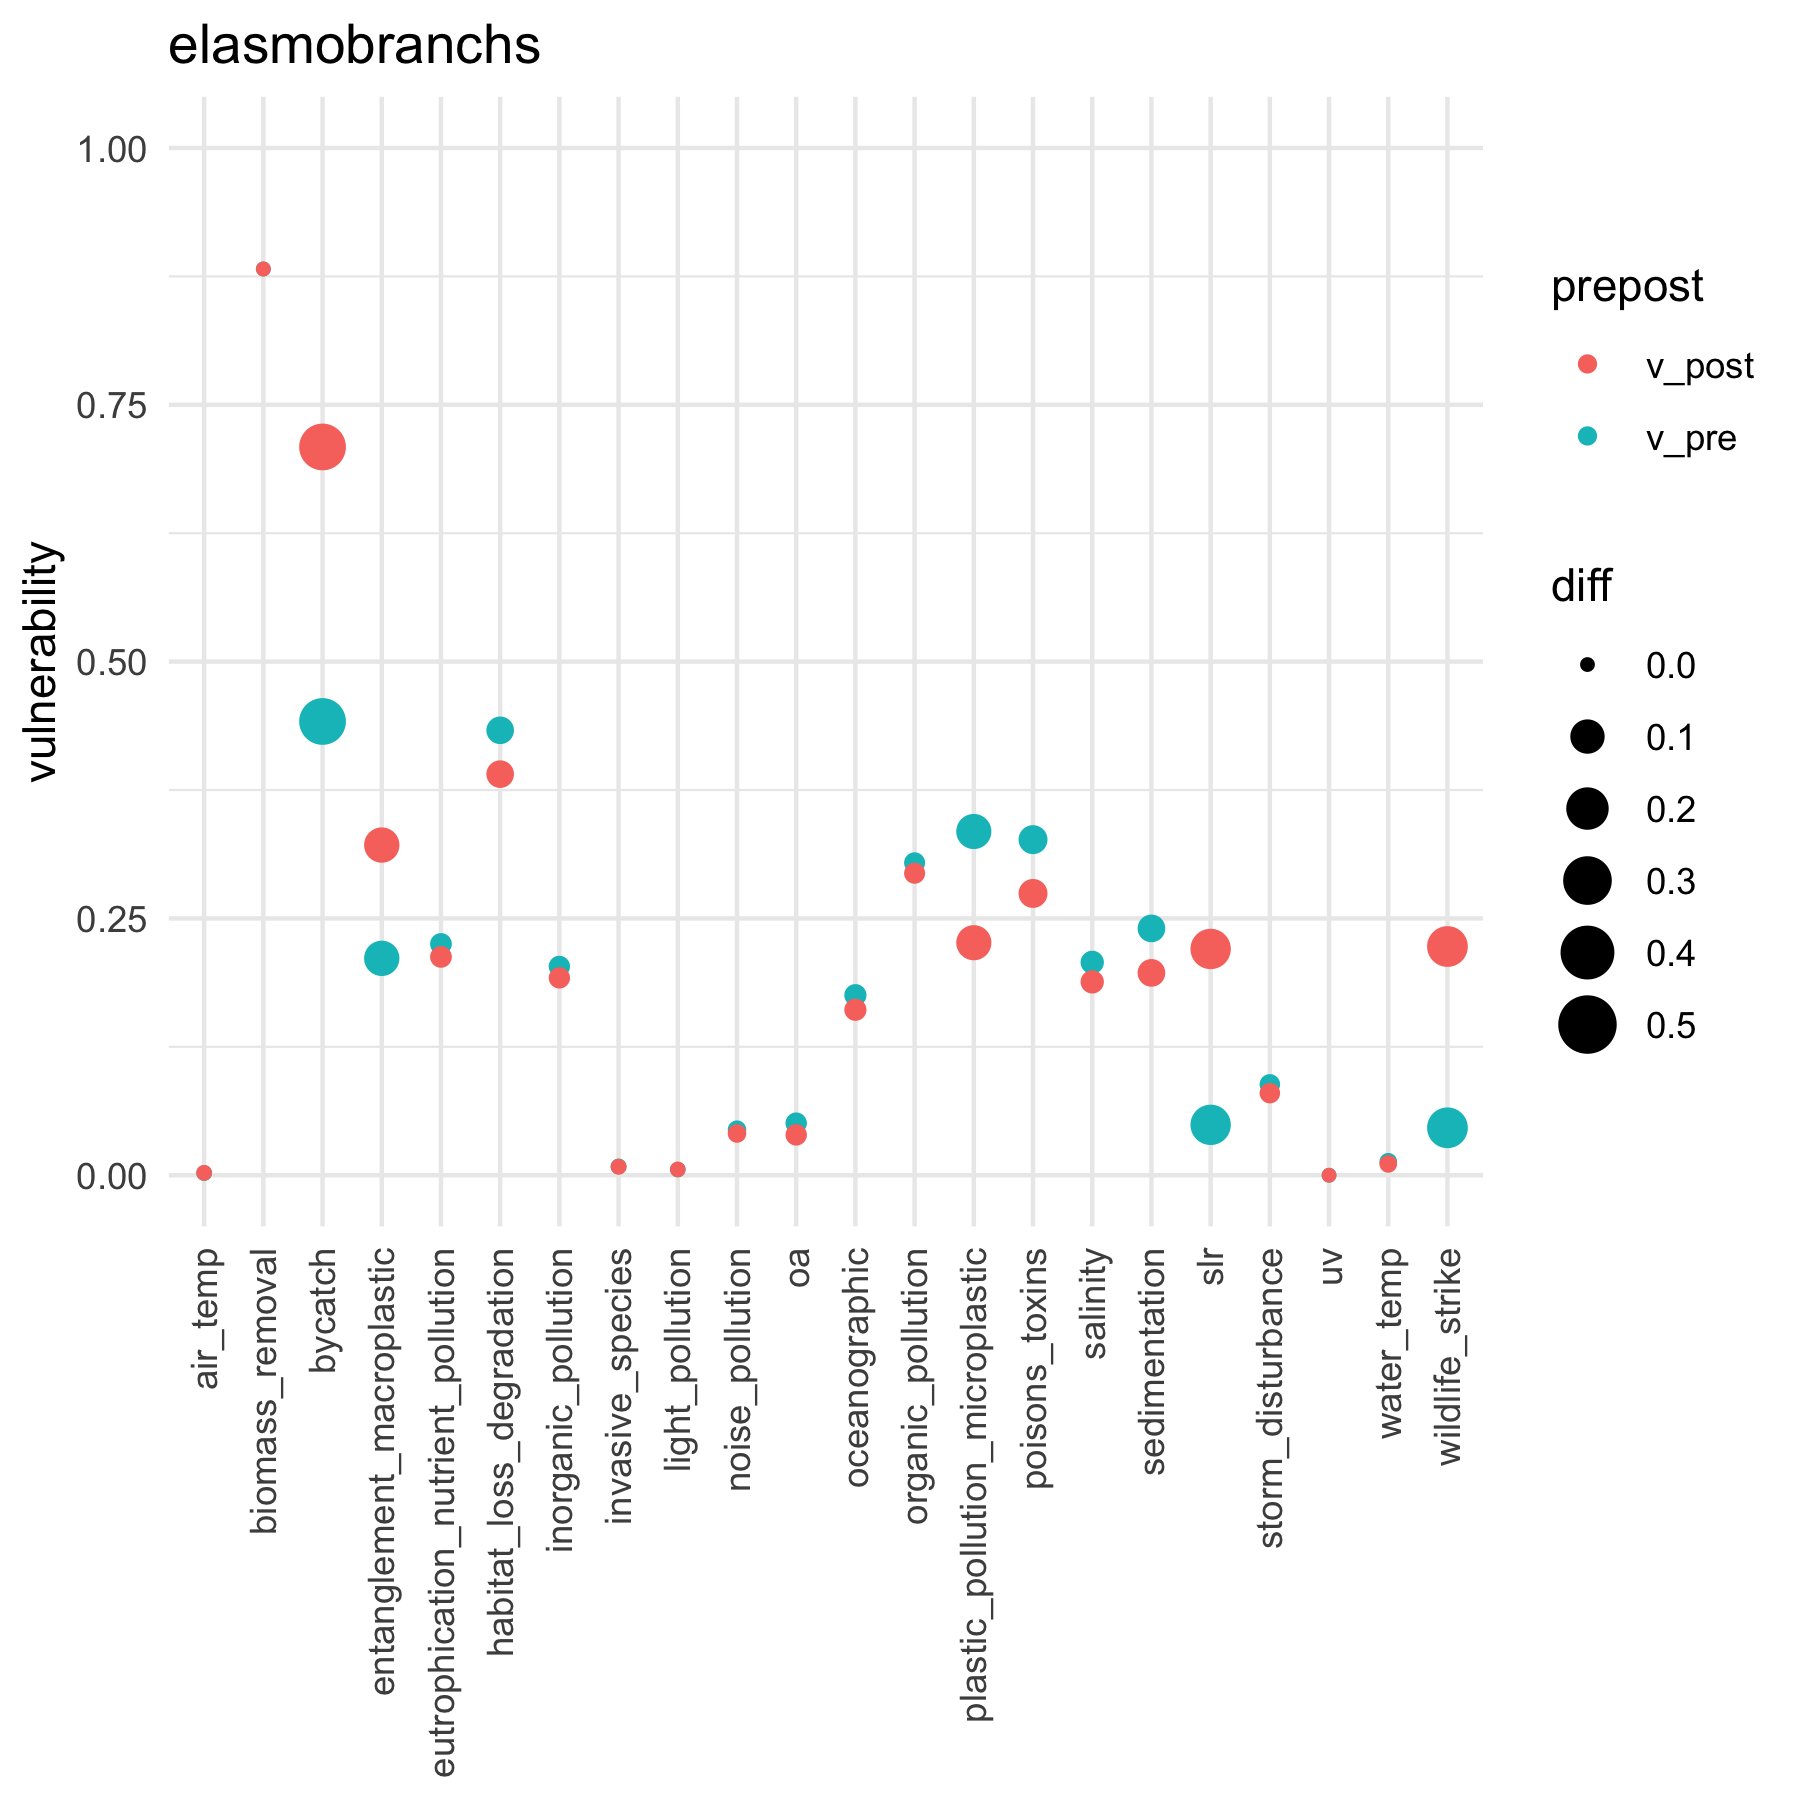 elasmobranchs
1.00
0.75
0.50
0.25
0.00
vulnerability
air_temp
biomass_removal
bycatch
entanglement_macroplastic
eutrophication_nutrient_pollution
habitat_loss_degradation
inorganic_pollution
invasive_species
light_pollution
noise_pollution
oa
oceanographic
organic_pollution
plastic_pollution_microplastic
poisons_toxins
salinity
sedimentation
slr
storm_disturbance
uv
water_temp
wildlife_strike
prepost
v_post
v_pre
diff
0.0
0.1
0.2
0.3
0.4
0.5